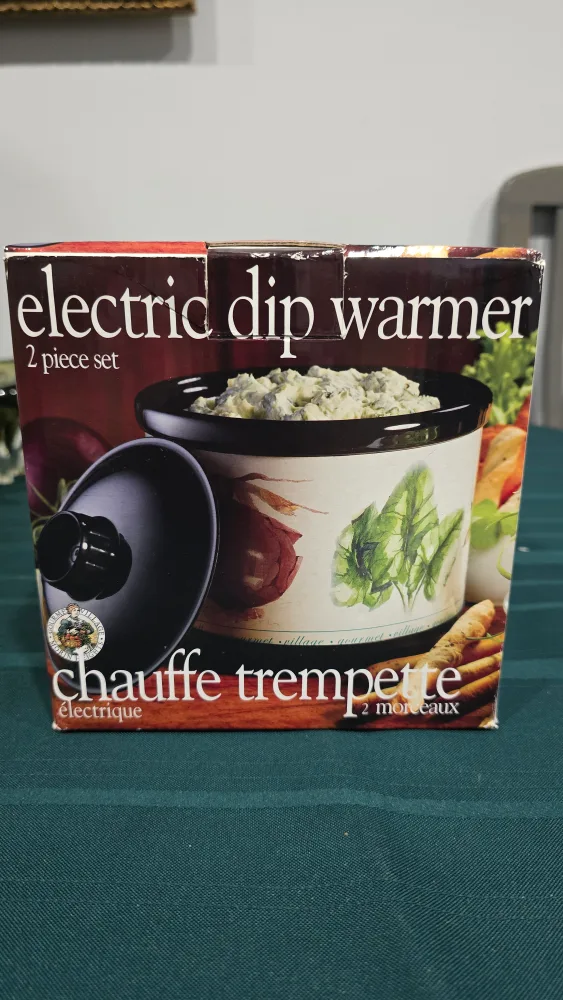 electric dip warmer
2 piece set
gourmet · village · gourmet · village
GOURMET VILLAGE
chauffe trempette
électrique
2 morceaux